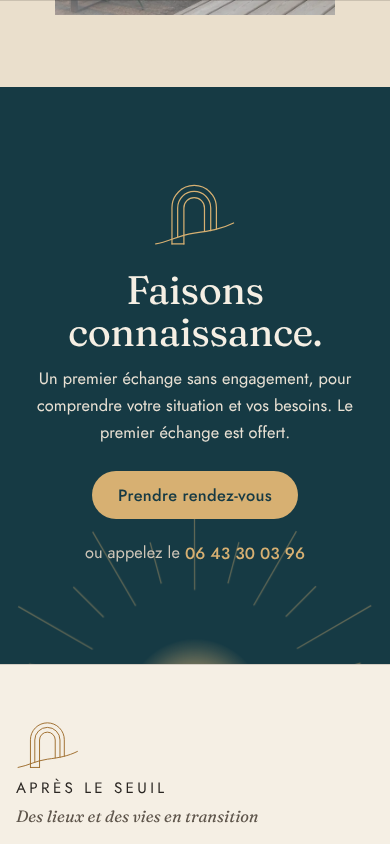 Faisons
connaissance.
Un premier échange sans engagement, pour
comprendre votre situation et vos besoins. Le
premier échange est offert.
Prendre rendez-vous
ou appelez le 06 43 30 03 96
APRÈS LE SEUIL
Des lieux et des vies en transition